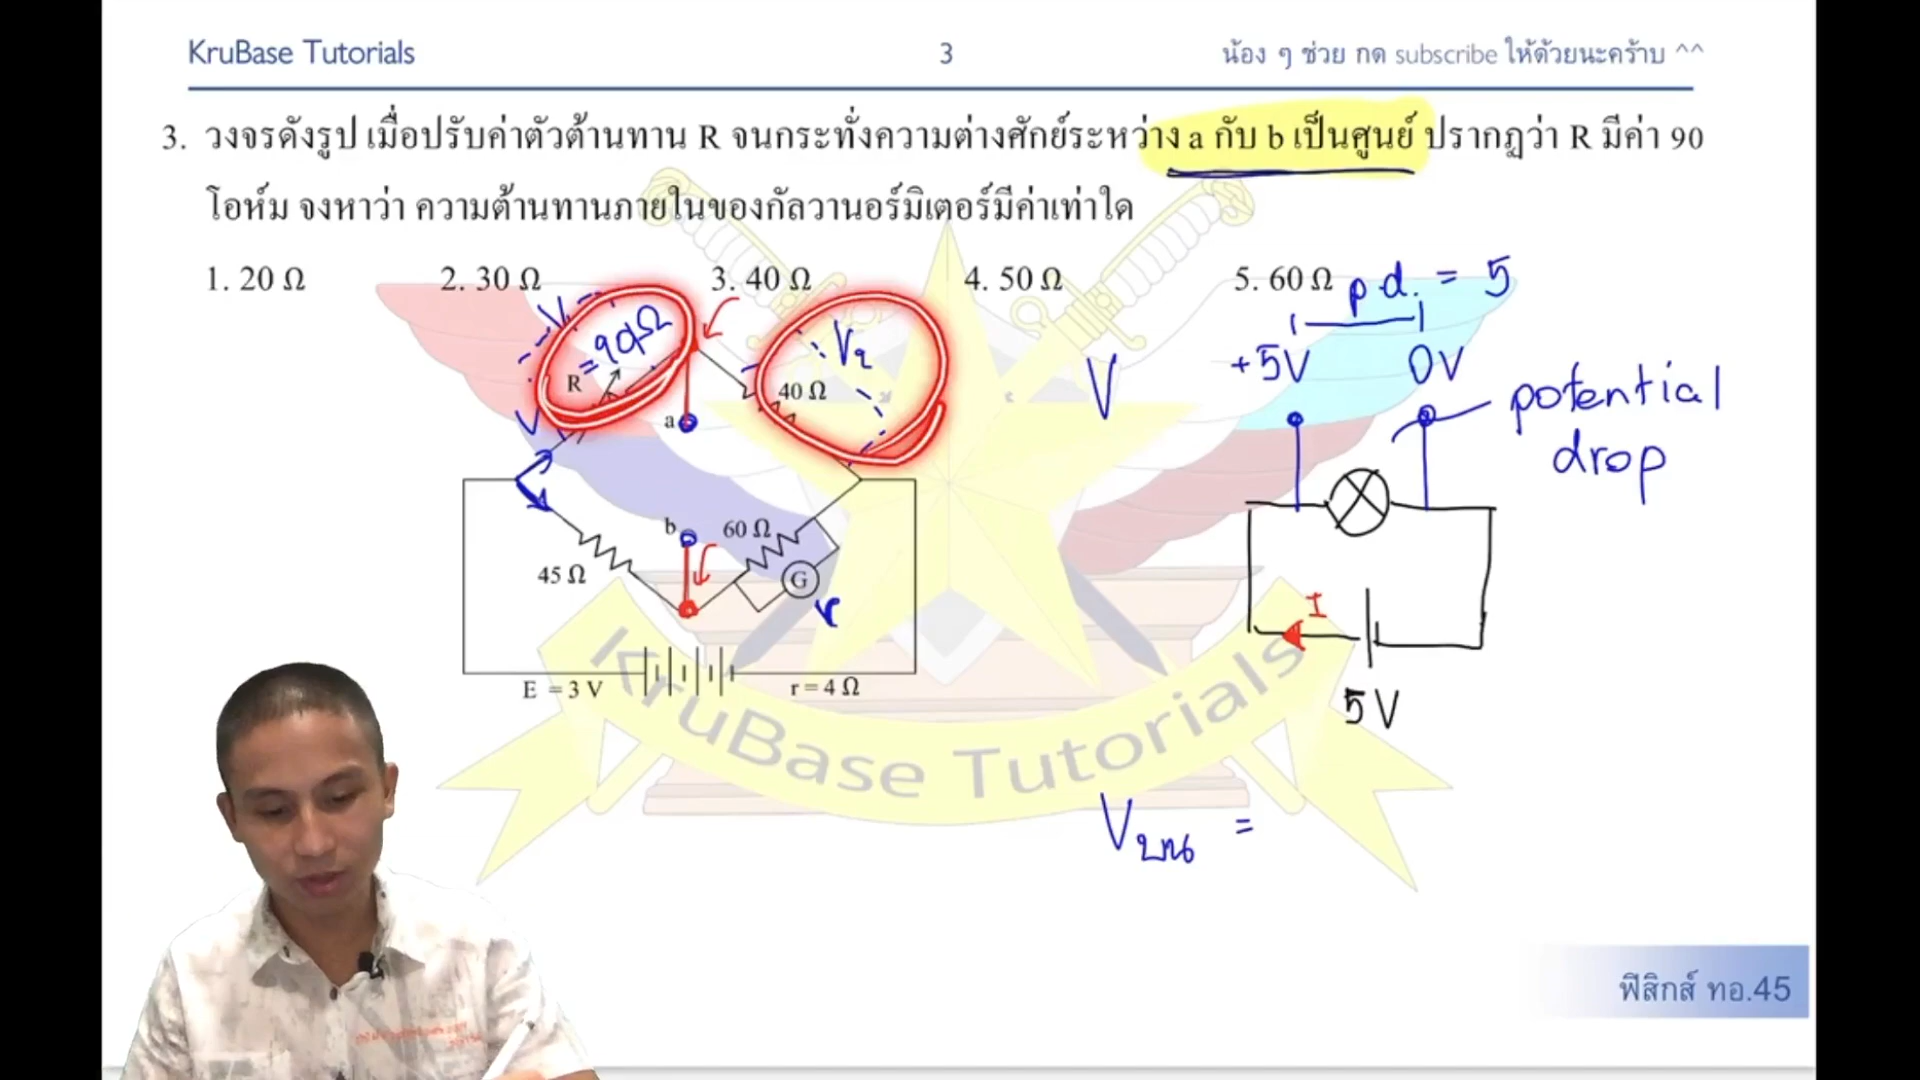 KruBase Tutorials
3
น้อง ๆ ช่วย กด subscribe ให้ด้วยนะคร้าบ ^^
3. วงจรดังรูป เมื่อปรับค่าตัวต้านทาน R จนกระทั่งความต่างศักย์ระหว่าง a กับ b เป็นศูนย์ ปรากฏว่า R มีค่า 90
โอห์ม จงหาว่า ความต้านทานภายในของกัลวานอร์มิเตอร์มีค่าเท่าใด
1. 20 Ω
2. 30 Ω
3. 40 Ω
4. 50 Ω
5. 60 Ω
p.d. = 5
= 90Ω
R
V₂
40 Ω
a
V
+5V
0V
potential
drop
b
60 Ω
45 Ω
G
r
I
E = 3 V
r = 4 Ω
5V
KruBase Tutorials
Vบน =
ฟิสิกส์ ทอ.45